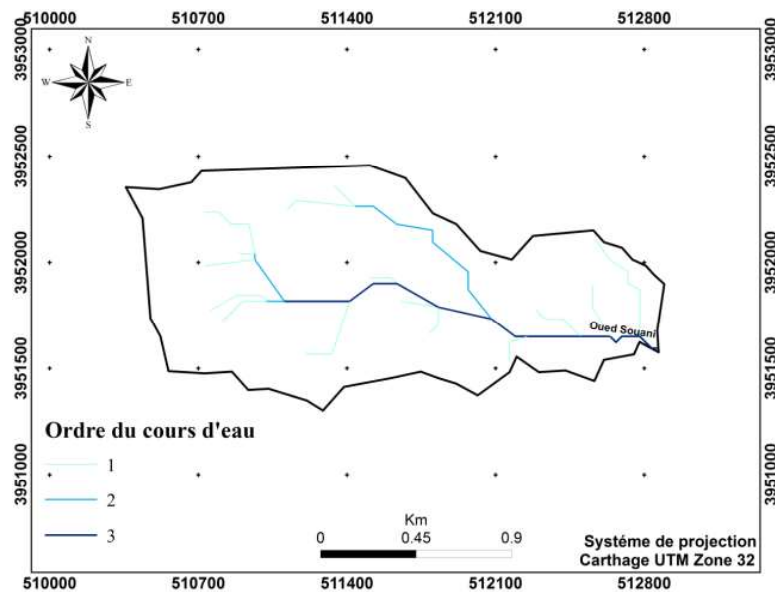 510000 510700 511400 512100 512800
3953000
3953000
N
W E
S
3952500
3952500
3952000
3952000
Oued Souani
3951500
3951500
Ordre du cours d'eau
1
2
3
3951000
3951000
Km
0 0.45 0.9
Systéme de projection
Carthage UTM Zone 32
510000 510700 511400 512100 512800